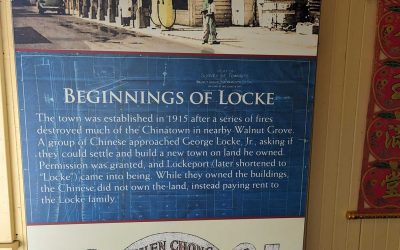 BEGINNINGS OF LOCKE
The town was established in 1915 after a series of fires
destroyed much of the Chinatown in nearby Walnut Grove.
A group of Chinese approached George Locke, Jr., asking if
they could settle and build a new town on land he owned.
Permission was granted, and Lockeport (later shortened to
"Locke") came into being. While they owned the buildings,
the Chinese did not own the land, instead paying rent
to the Locke family.
CHONG